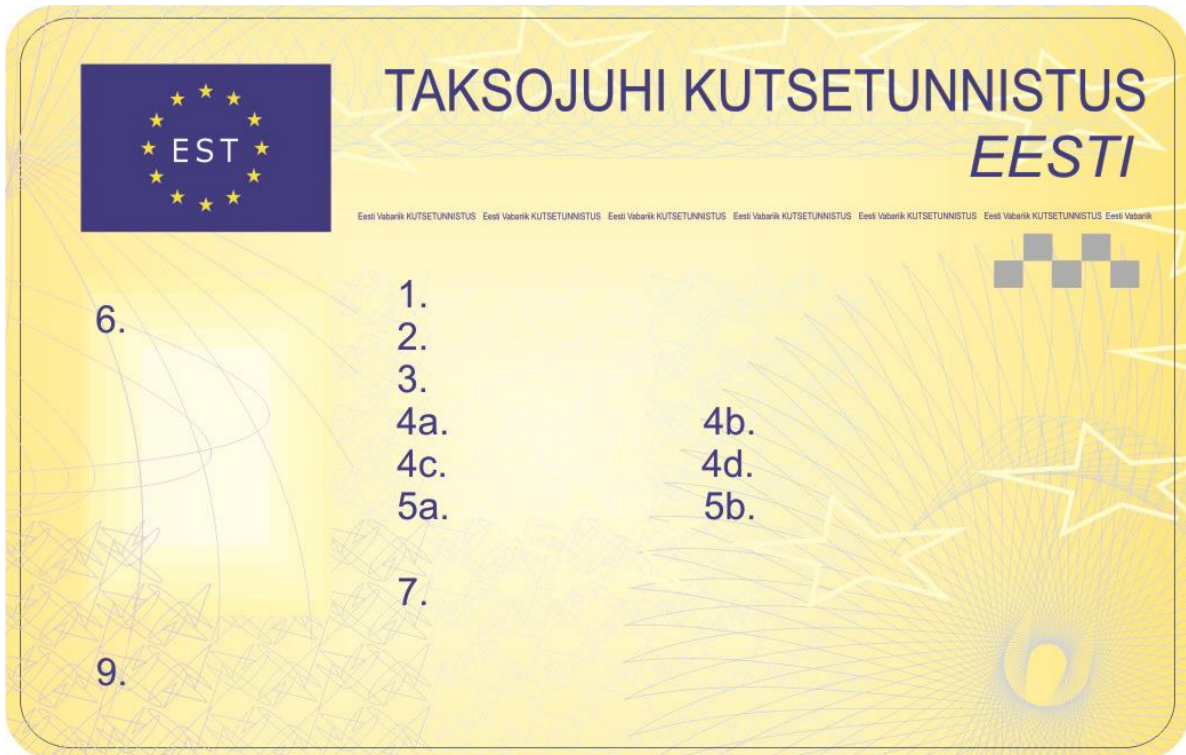 TAKSOJUHI KUTSETUNNISTUS
EST
EESTI
Eesti Vabariik KUTSETUNNISTUS Eesti Vabariik KUTSETUNNISTUS Eesti Vabariik KUTSETUNNISTUS Eesti Vabariik KUTSETUNNISTUS Eesti Vabariik KUTSETUNNISTUS Eesti Vabariik KUTSETUNNISTUS Eesti Vabariik
1.
6.
2.
3.
4a. 4b.
4c. 4d.
5a. 5b.
7.
9.